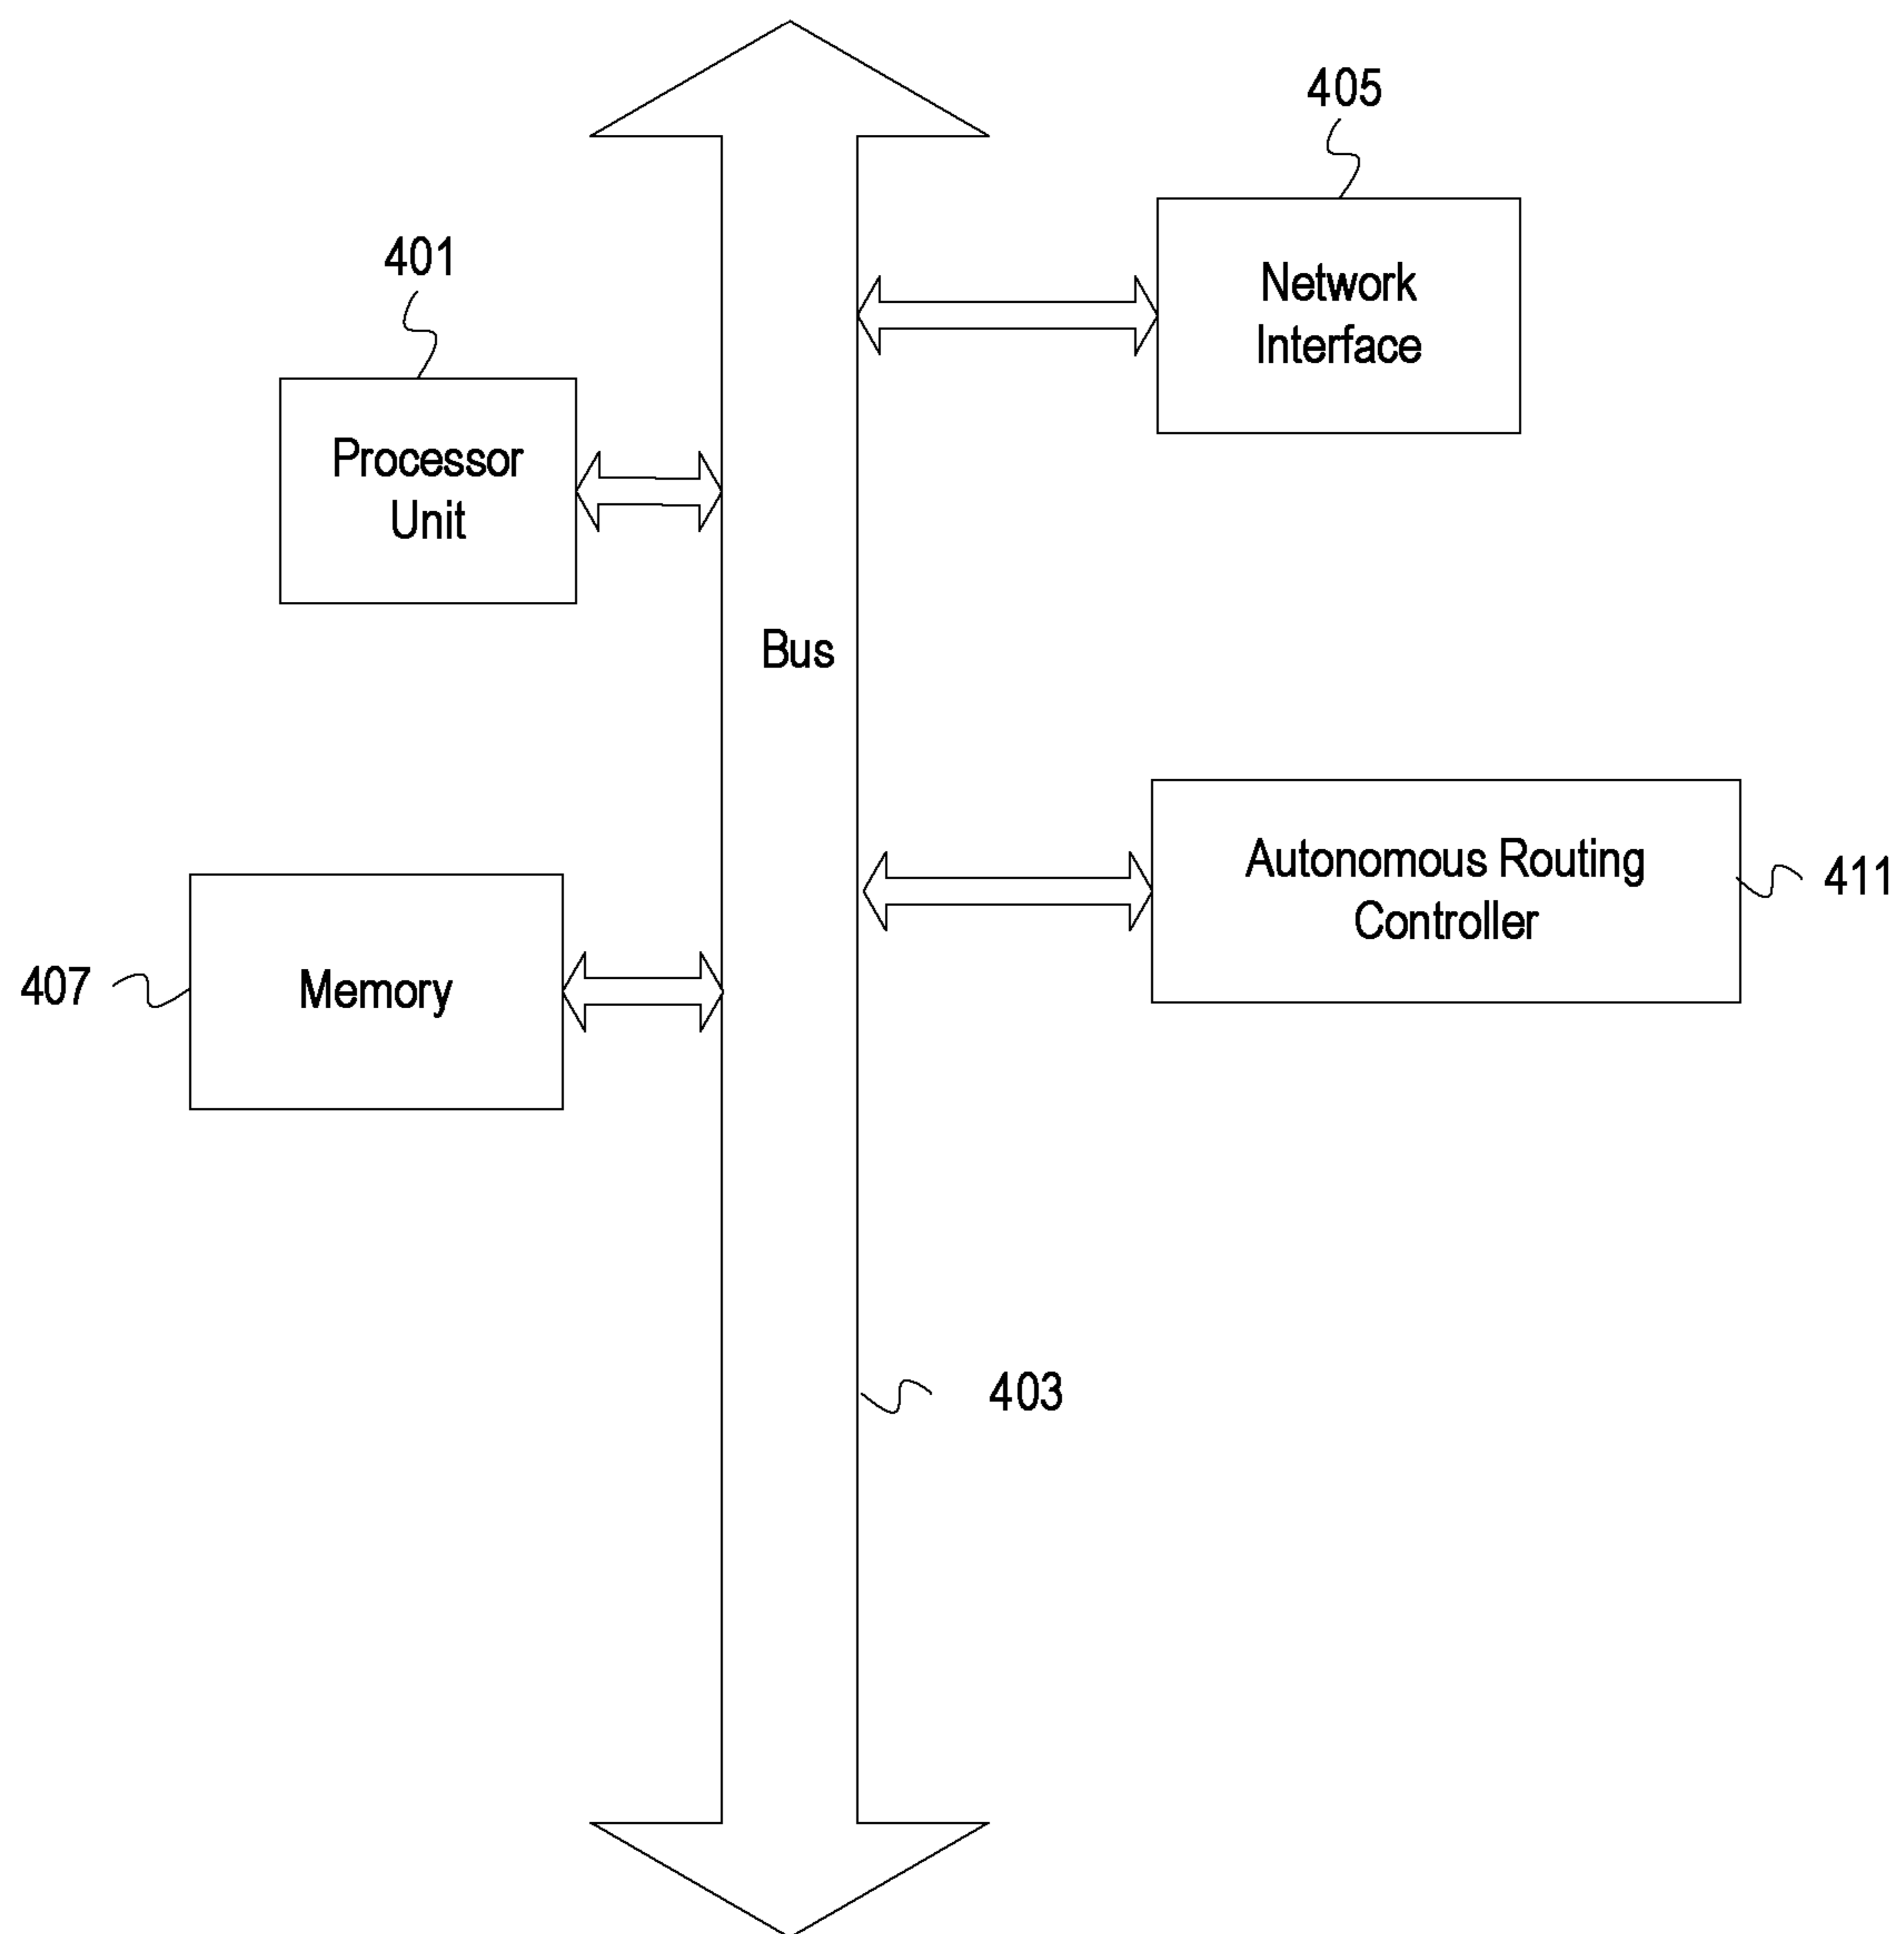 405
Network
Interface
401
Processor
Unit
Bus
Autonomous Routing
Controller
411
407
Memory
403